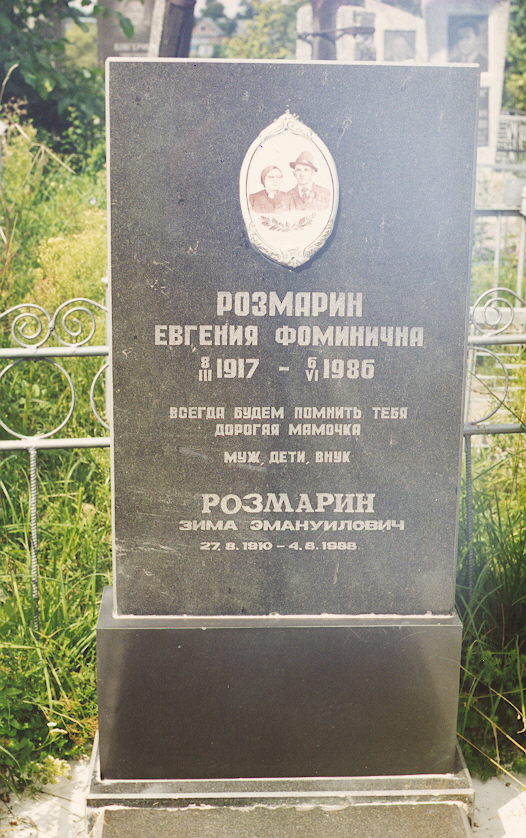 РОЗМАРИН
ЕВГЕНИЯ ФОМИНИЧНА
8/III 1917 - 6/VI 1986
ВСЕГДА БУДЕМ ПОМНИТЬ ТЕБЯ
ДОРОГАЯ МАМОЧКА
МУЖ, ДЕТИ, ВНУК
РОЗМАРИН
ЗИМА ЭМАНУИЛОВИЧ
27.8.1910 – 4.8.1988